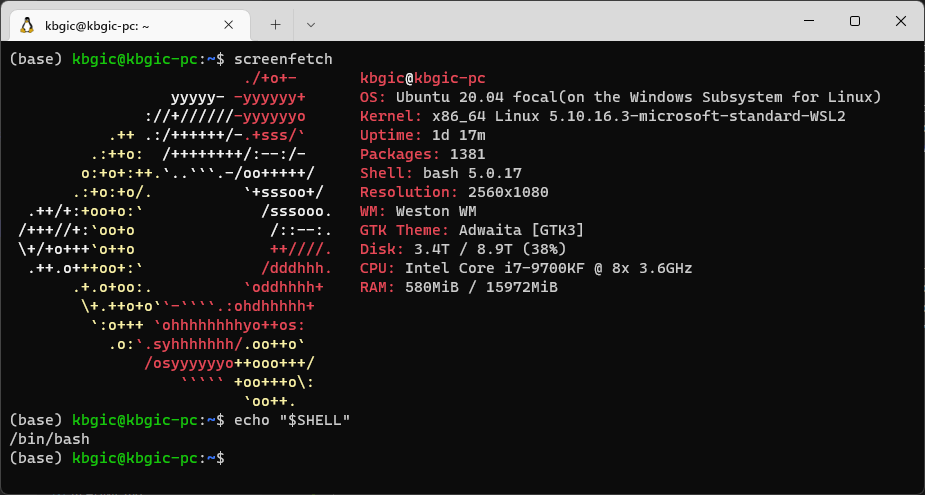 kbgic@kbgic-pc: ~
(base) kbgic@kbgic-pc:~$ screenfetch
                          ./+o+-       kbgic@kbgic-pc
                  yyyyy- -yyyyyy+      OS: Ubuntu 20.04 focal(on the Windows Subsystem for Linux)
               ://+//////-yyyyyyo      Kernel: x86_64 Linux 5.10.16.3-microsoft-standard-WSL2
           .++ .:/++++++/-.+sss/`      Uptime: 1d 17m
         .:++o:  /++++++++/:--:/-      Packages: 1381
        o:+o+:++.`..```.-/oo+++++/     Shell: bash 5.0.17
       .:+o:+o/.          `+sssoo+/    Resolution: 2560x1080
  .++/+:+oo+o:`             /sssooo.   WM: Weston WM
 /+++//+:`oo+o               /::--:.   GTK Theme: Adwaita [GTK3]
 \+/+o+++`o++o               ++////.   Disk: 3.4T / 8.9T (38%)
  .++.o+++oo+:`             /dddhhh.   CPU: Intel Core i7-9700KF @ 8x 3.6GHz
       .+.o+oo:.          `oddhhhh+    RAM: 580MiB / 15972MiB
        \+.++o+o``-````.:ohdhhhhh+
         `:o+++ `ohhhhhhhhyo++os:
           .o:`.syhhhhhhh/.oo++o`
               /osyyyyyyo++ooo+++/
                   ````` +oo+++o\:
                          `oo++.
(base) kbgic@kbgic-pc:~$ echo "$SHELL"
/bin/bash
(base) kbgic@kbgic-pc:~$